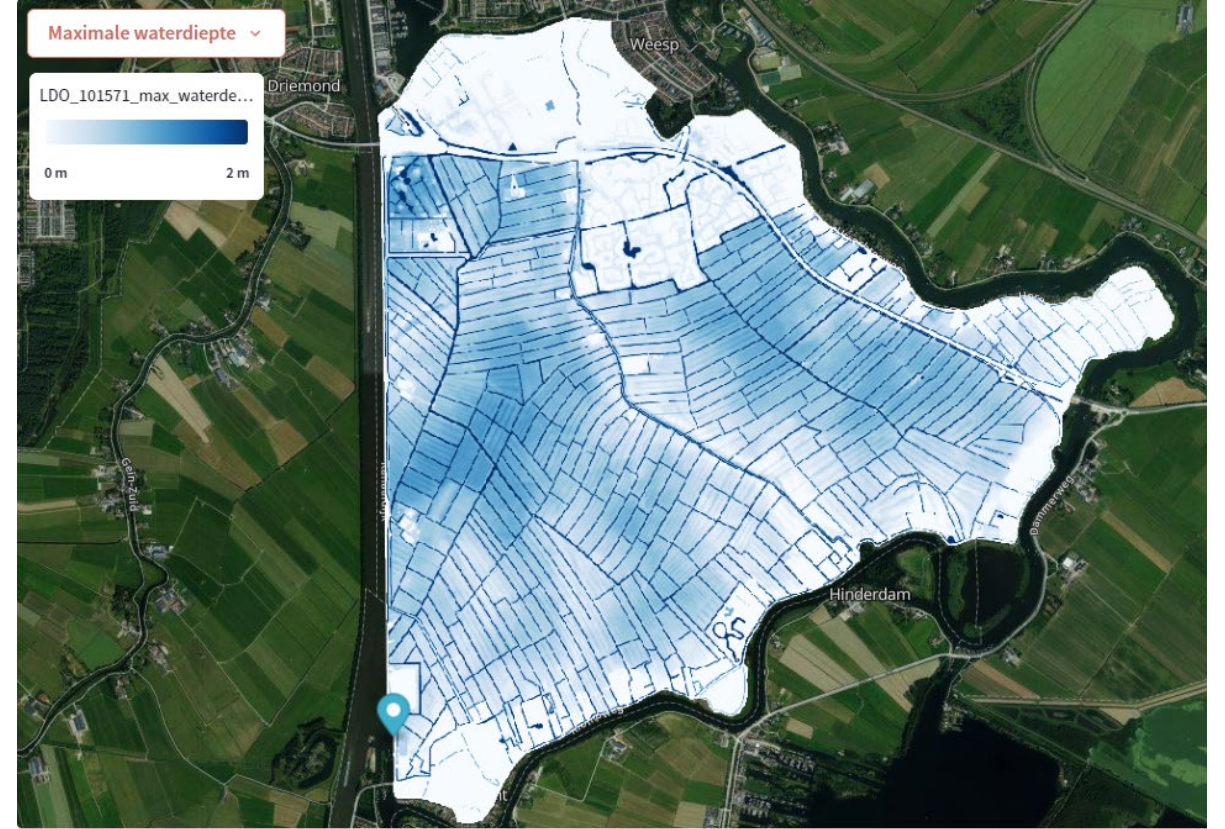 Maximale waterdiepte
LDO_101571_max_waterde...
0 m
2 m
Weesp
Driemond
Gein-Zuid
Dammerweg
Hinderdam